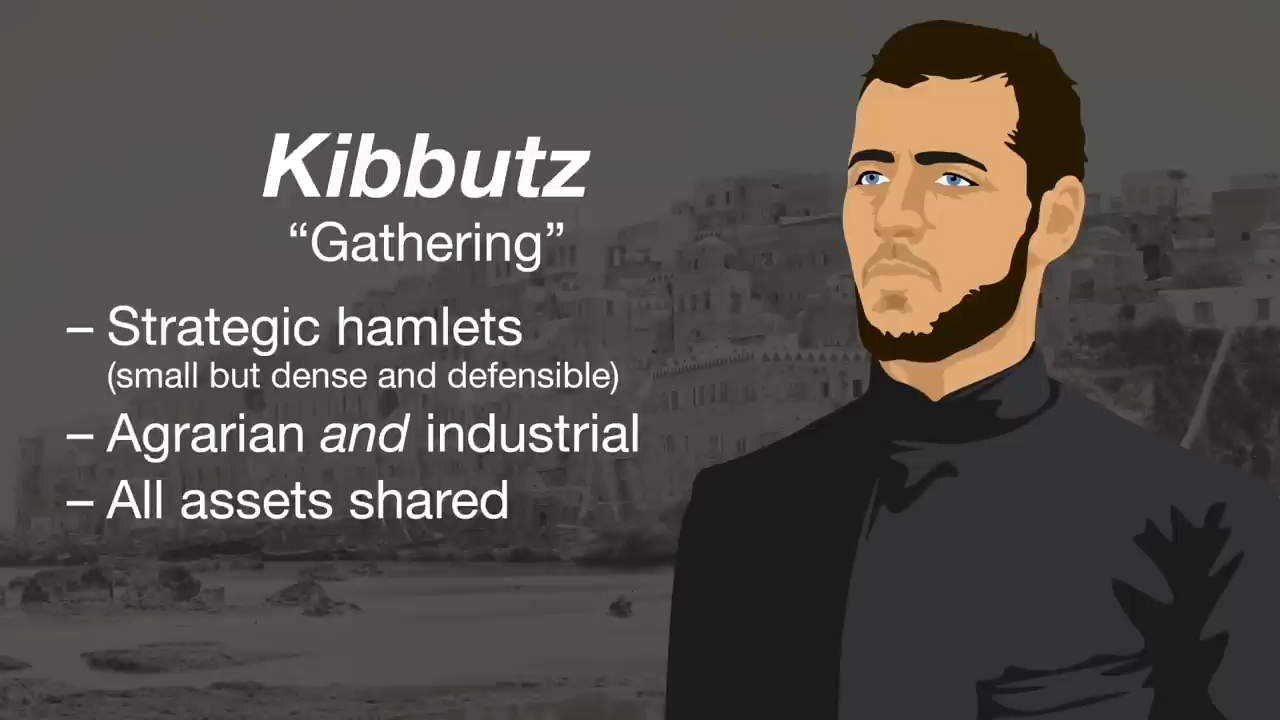 Kibbutz
“Gathering”
– Strategic hamlets
(small but dense and defensible)
– Agrarian and industrial
– All assets shared